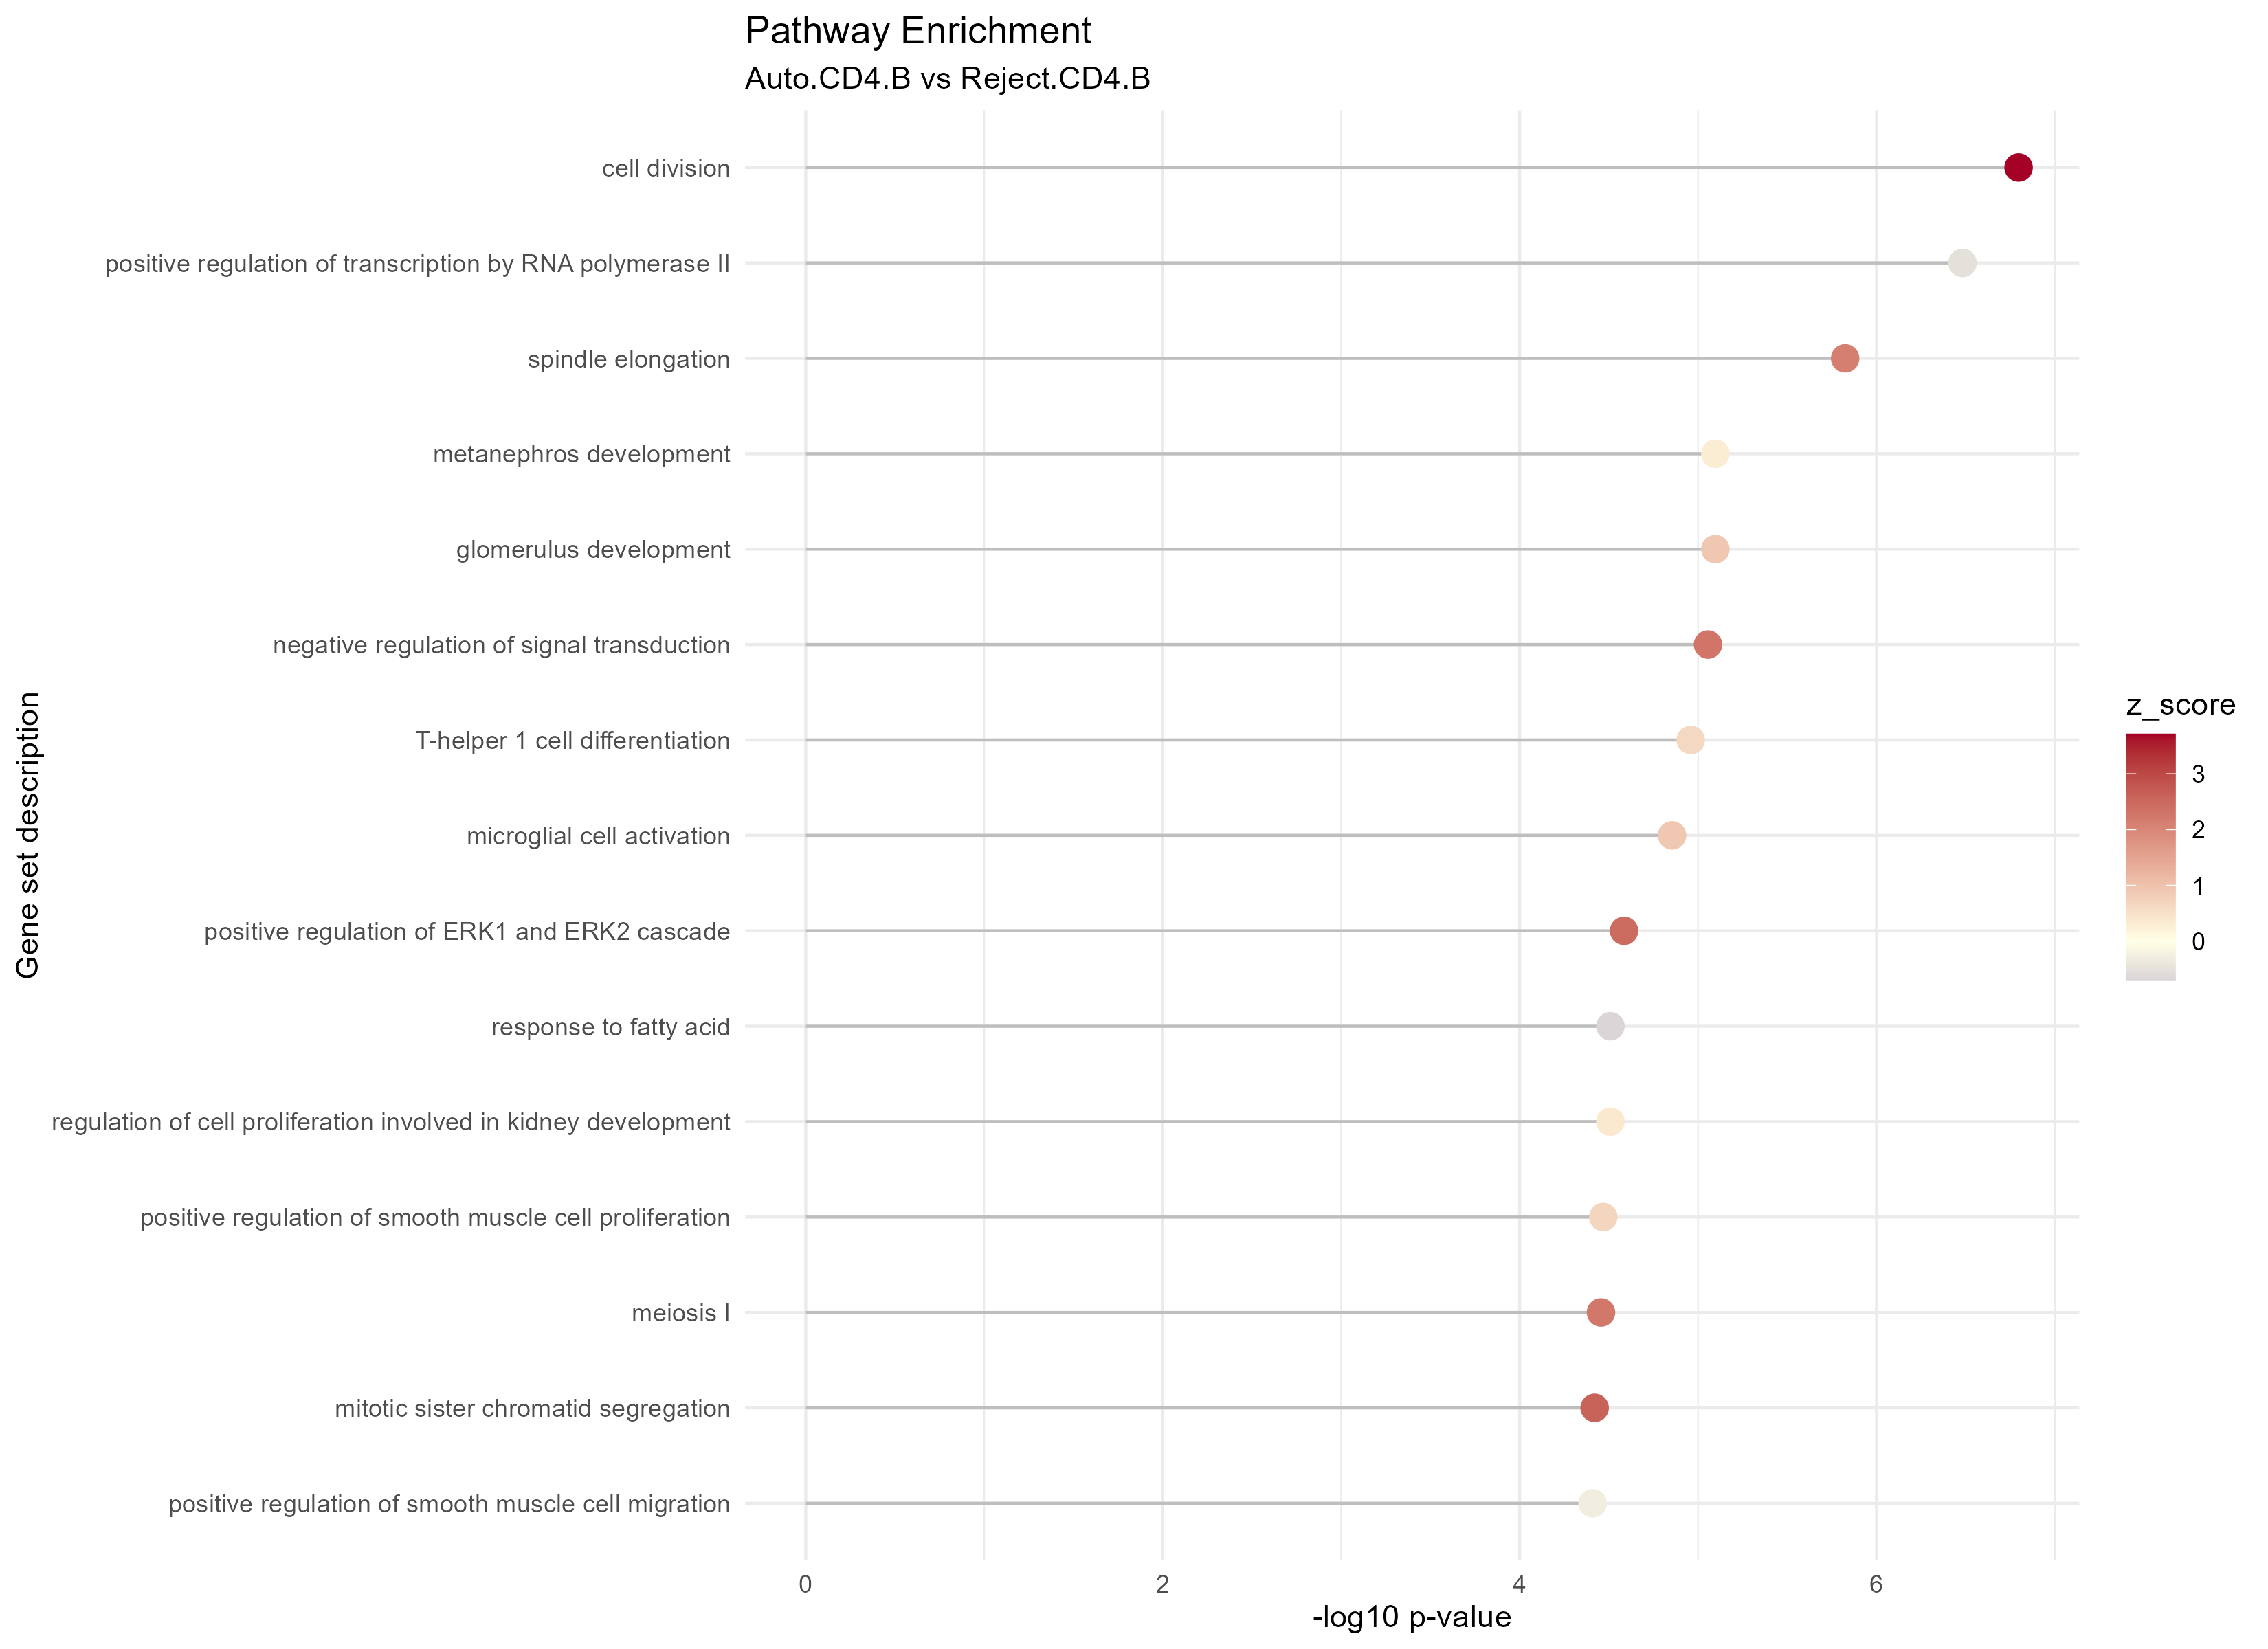 Pathway Enrichment
Auto.CD4.B vs Reject.CD4.B
Gene set description
cell division
positive regulation of transcription by RNA polymerase II
spindle elongation
metanephros development
glomerulus development
negative regulation of signal transduction
T-helper 1 cell differentiation
microglial cell activation
positive regulation of ERK1 and ERK2 cascade
response to fatty acid
regulation of cell proliferation involved in kidney development
positive regulation of smooth muscle cell proliferation
meiosis I
mitotic sister chromatid segregation
positive regulation of smooth muscle cell migration
0 2 4 6
-log10 p-value
z_score
3
2
1
0